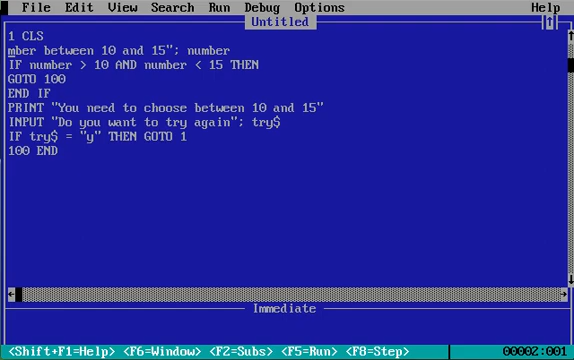 File Edit View Search Run Debug Options Help
Untitled
1 CLS
mber between 10 and 15"; number
IF number > 10 AND number < 15 THEN
GOTO 100
END IF
PRINT "You need to choose between 10 and 15"
INPUT "Do you want to try again"; try$
IF try$ = "y" THEN GOTO 1
100 END
Immediate
<Shift+F1=Help> <F6=Window> <F2=Subs> <F5=Run> <F8=Step> 00002:001